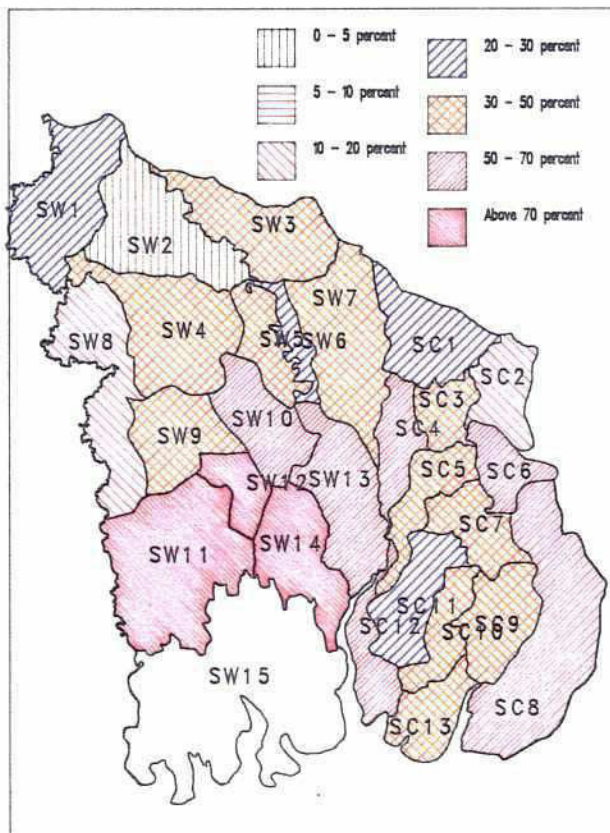 0 - 5 percent
20 - 30 percent
5 - 10 percent
30 - 50 percent
10 - 20 percent
50 - 70 percent
Above 70 percent
SW1
SW2
SW3
SW7
SW8
SW4
SW5
SW6
SC1
SC2
SC3
SW10
SC4
SW9
SW13
SC5
SC6
SW12
SC7
SW11
SW14
SC11
SC12
SC10
SC9
SW15
SC8
SC13